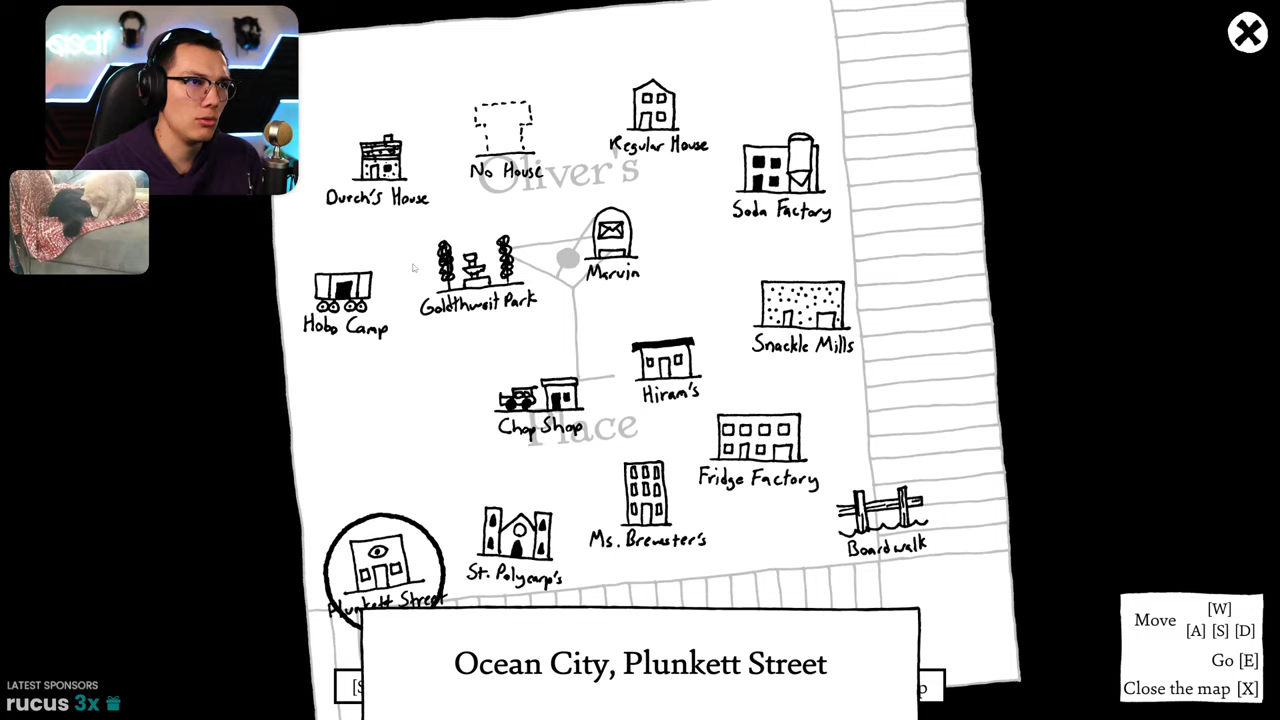 Regular House
No House
Oliver's
Durch's House
Soda Factory
Marvin
Goldthwait Park
Hobo Camp
Snackle Mills
Hiram's
Chop Shop
Place
Fridge Factory
Ms. Brewster's
Boardwalk
St. Polycarp's
Plunkett Street
Ocean City, Plunkett Street
Move [W]
[A] [S] [D]
Go [E]
Close the map [X]
LATEST SPONSORS
rucus 3x